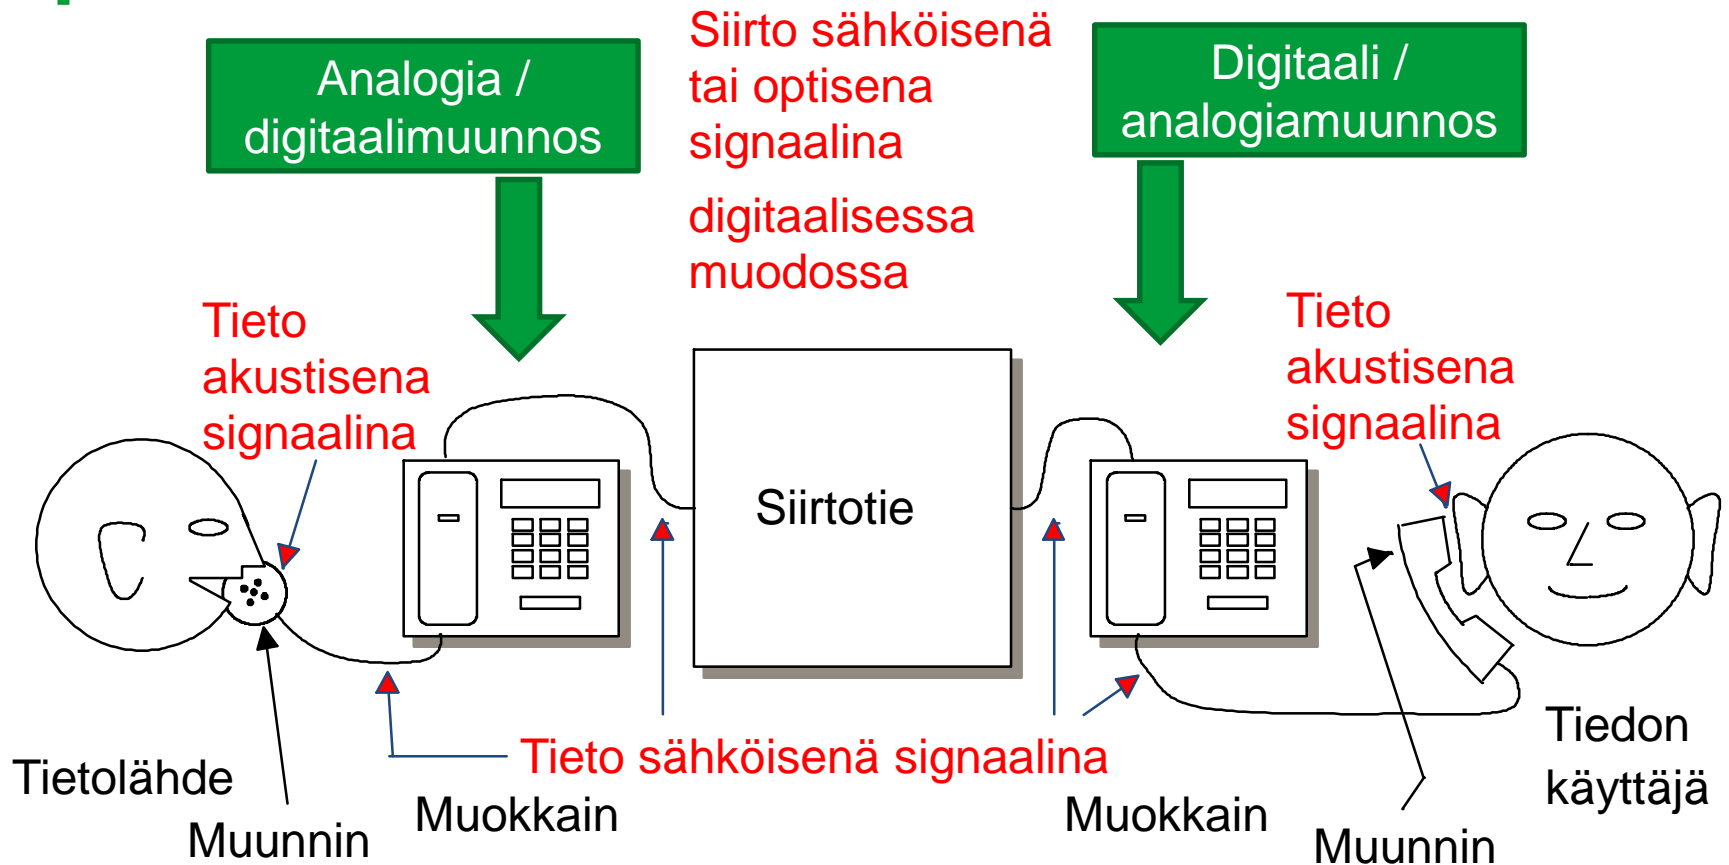 Analogia /
digitaalimuunnos
Siirto sähköisenä
tai optisena
signaalina
digitaalisessa
muodossa
Digitaali /
analogiamuunnos
Tieto
akustisena
signaalina
Tieto
akustisena
signaalina
Siirtotie
Tieto sähköisenä signaalina
Tietolähde
Muunnin
Muokkain
Muokkain
Muunnin
Tiedon
käyttäjä